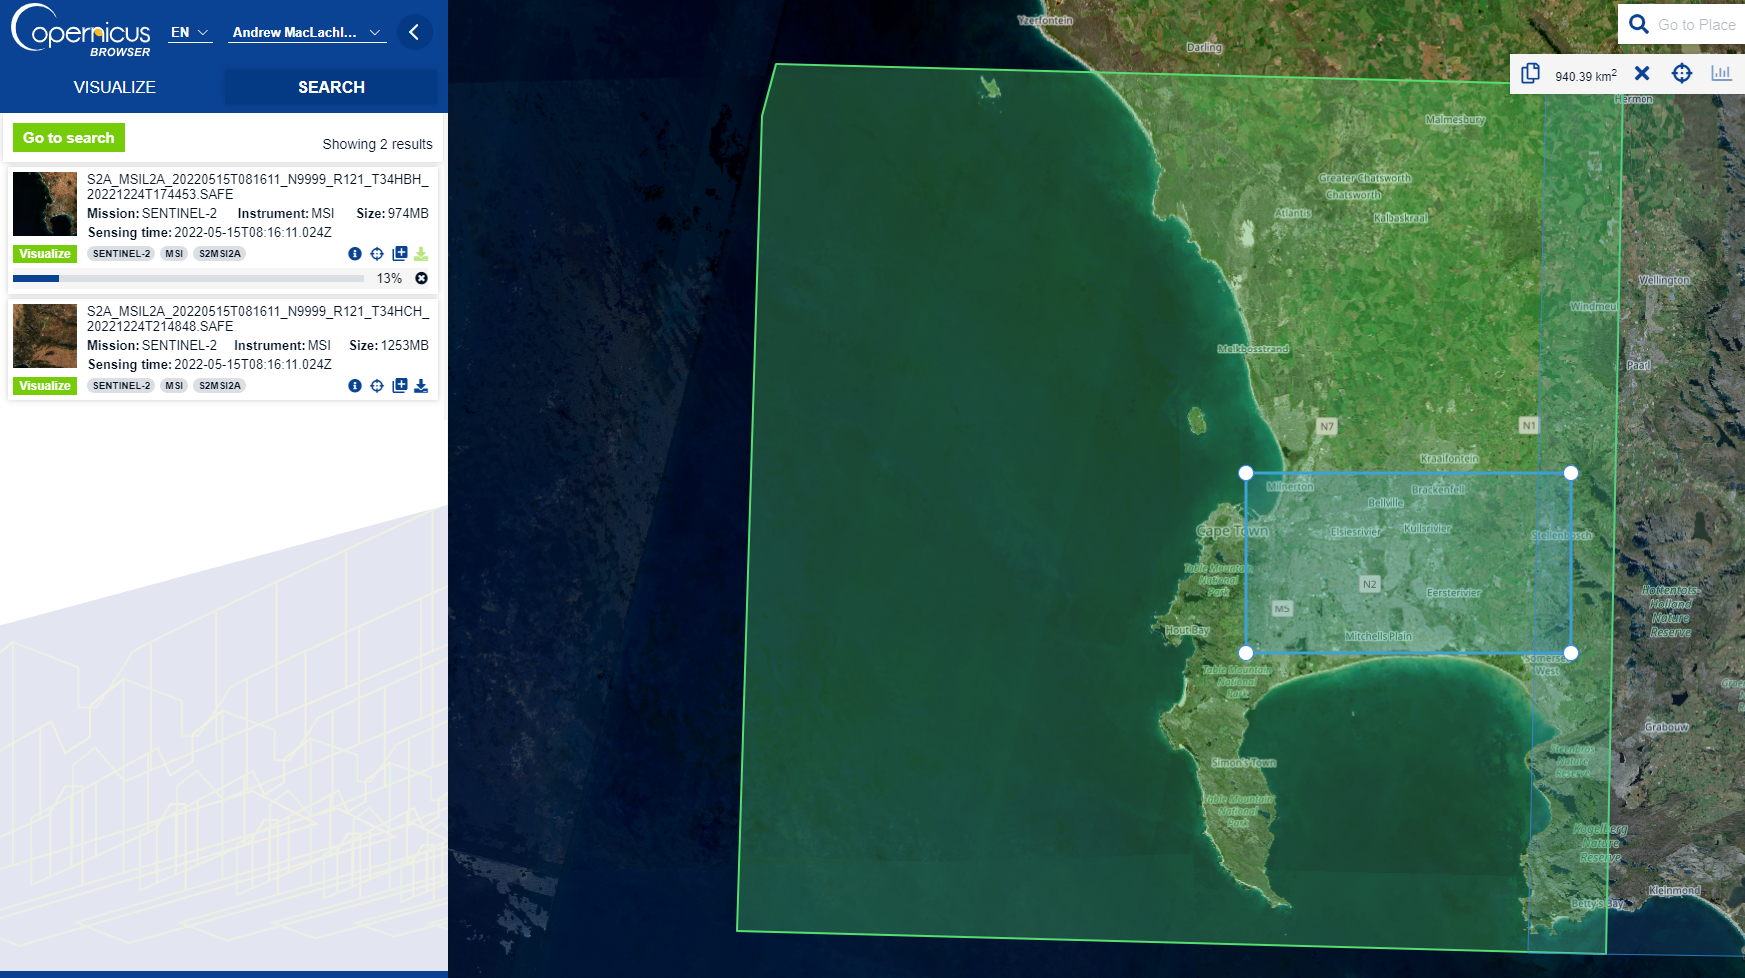 opernicus
BROWSER
EN
Andrew MacLachl...
VISUALIZE
SEARCH
Go to search
Showing 2 results
S2A_MSIL2A_20220515T081611_N9999_R121_T34HBH_
20221224T174453.SAFE
Mission: SENTINEL-2 Instrument: MSI Size: 974MB
Sensing time: 2022-05-15T08:16:11.024Z
Visualize
SENTINEL-2 MSI S2MSI2A
13%
S2A_MSIL2A_20220515T081611_N9999_R121_T34HCH_
20221224T214848.SAFE
Mission: SENTINEL-2 Instrument: MSI Size: 1253MB
Sensing time: 2022-05-15T08:16:11.024Z
Visualize
SENTINEL-2 MSI S2MSI2A
Go to Place
940.39 km²
Yzerfontein
Darling
Hermon
Malmesbury
Greater Chatsworth
Chatsworth
Atlantis
Kalbaskraal
Wellington
Windmeul
Melkbosstrand
Paarl
N7
N1
Kraaifontein
Milnerton
Brackenfell
Bellville
Cape Town
Elsiesrivier
Kuilsrivier
Stellenbosch
Table Mountain
National
Park
N2
Eersterivier
M5
Hottentots-
Holland
Nature
Reserve
Hout Bay
Mitchells Plain
Somerset
West
Table Mountain
National
Park
Grabouw
Simon's Town
Steenbras
Nature
Reserve
Table Mountain
National
Park
Kogelberg
Nature
Reserve
Kleinmond
Betty's Bay